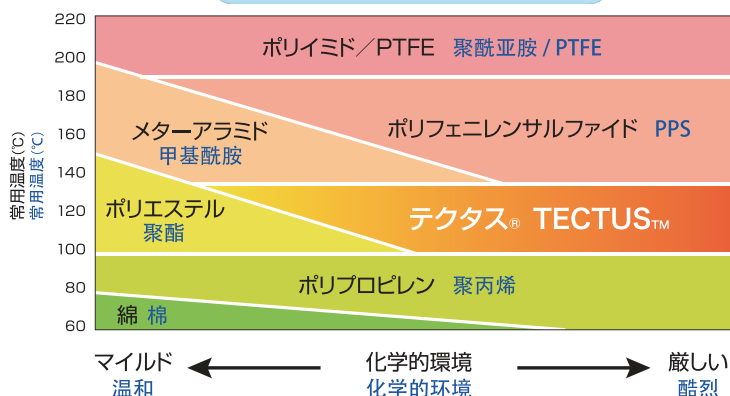 220
200
180
160
140
120
100
80
60
常用温度(℃)
常用温度(℃)
ポリイミド／PTFE 聚酰亚胺 / PTFE
メターアラミド
甲基酰胺
ポリフェニレンサルファイド PPS
ポリエステル
聚酯
テクタス® TECTUS™
ポリプロピレン 聚丙烯
綿 棉
マイルド 化学的環境 厳しい
温和 化学的环境 酷烈